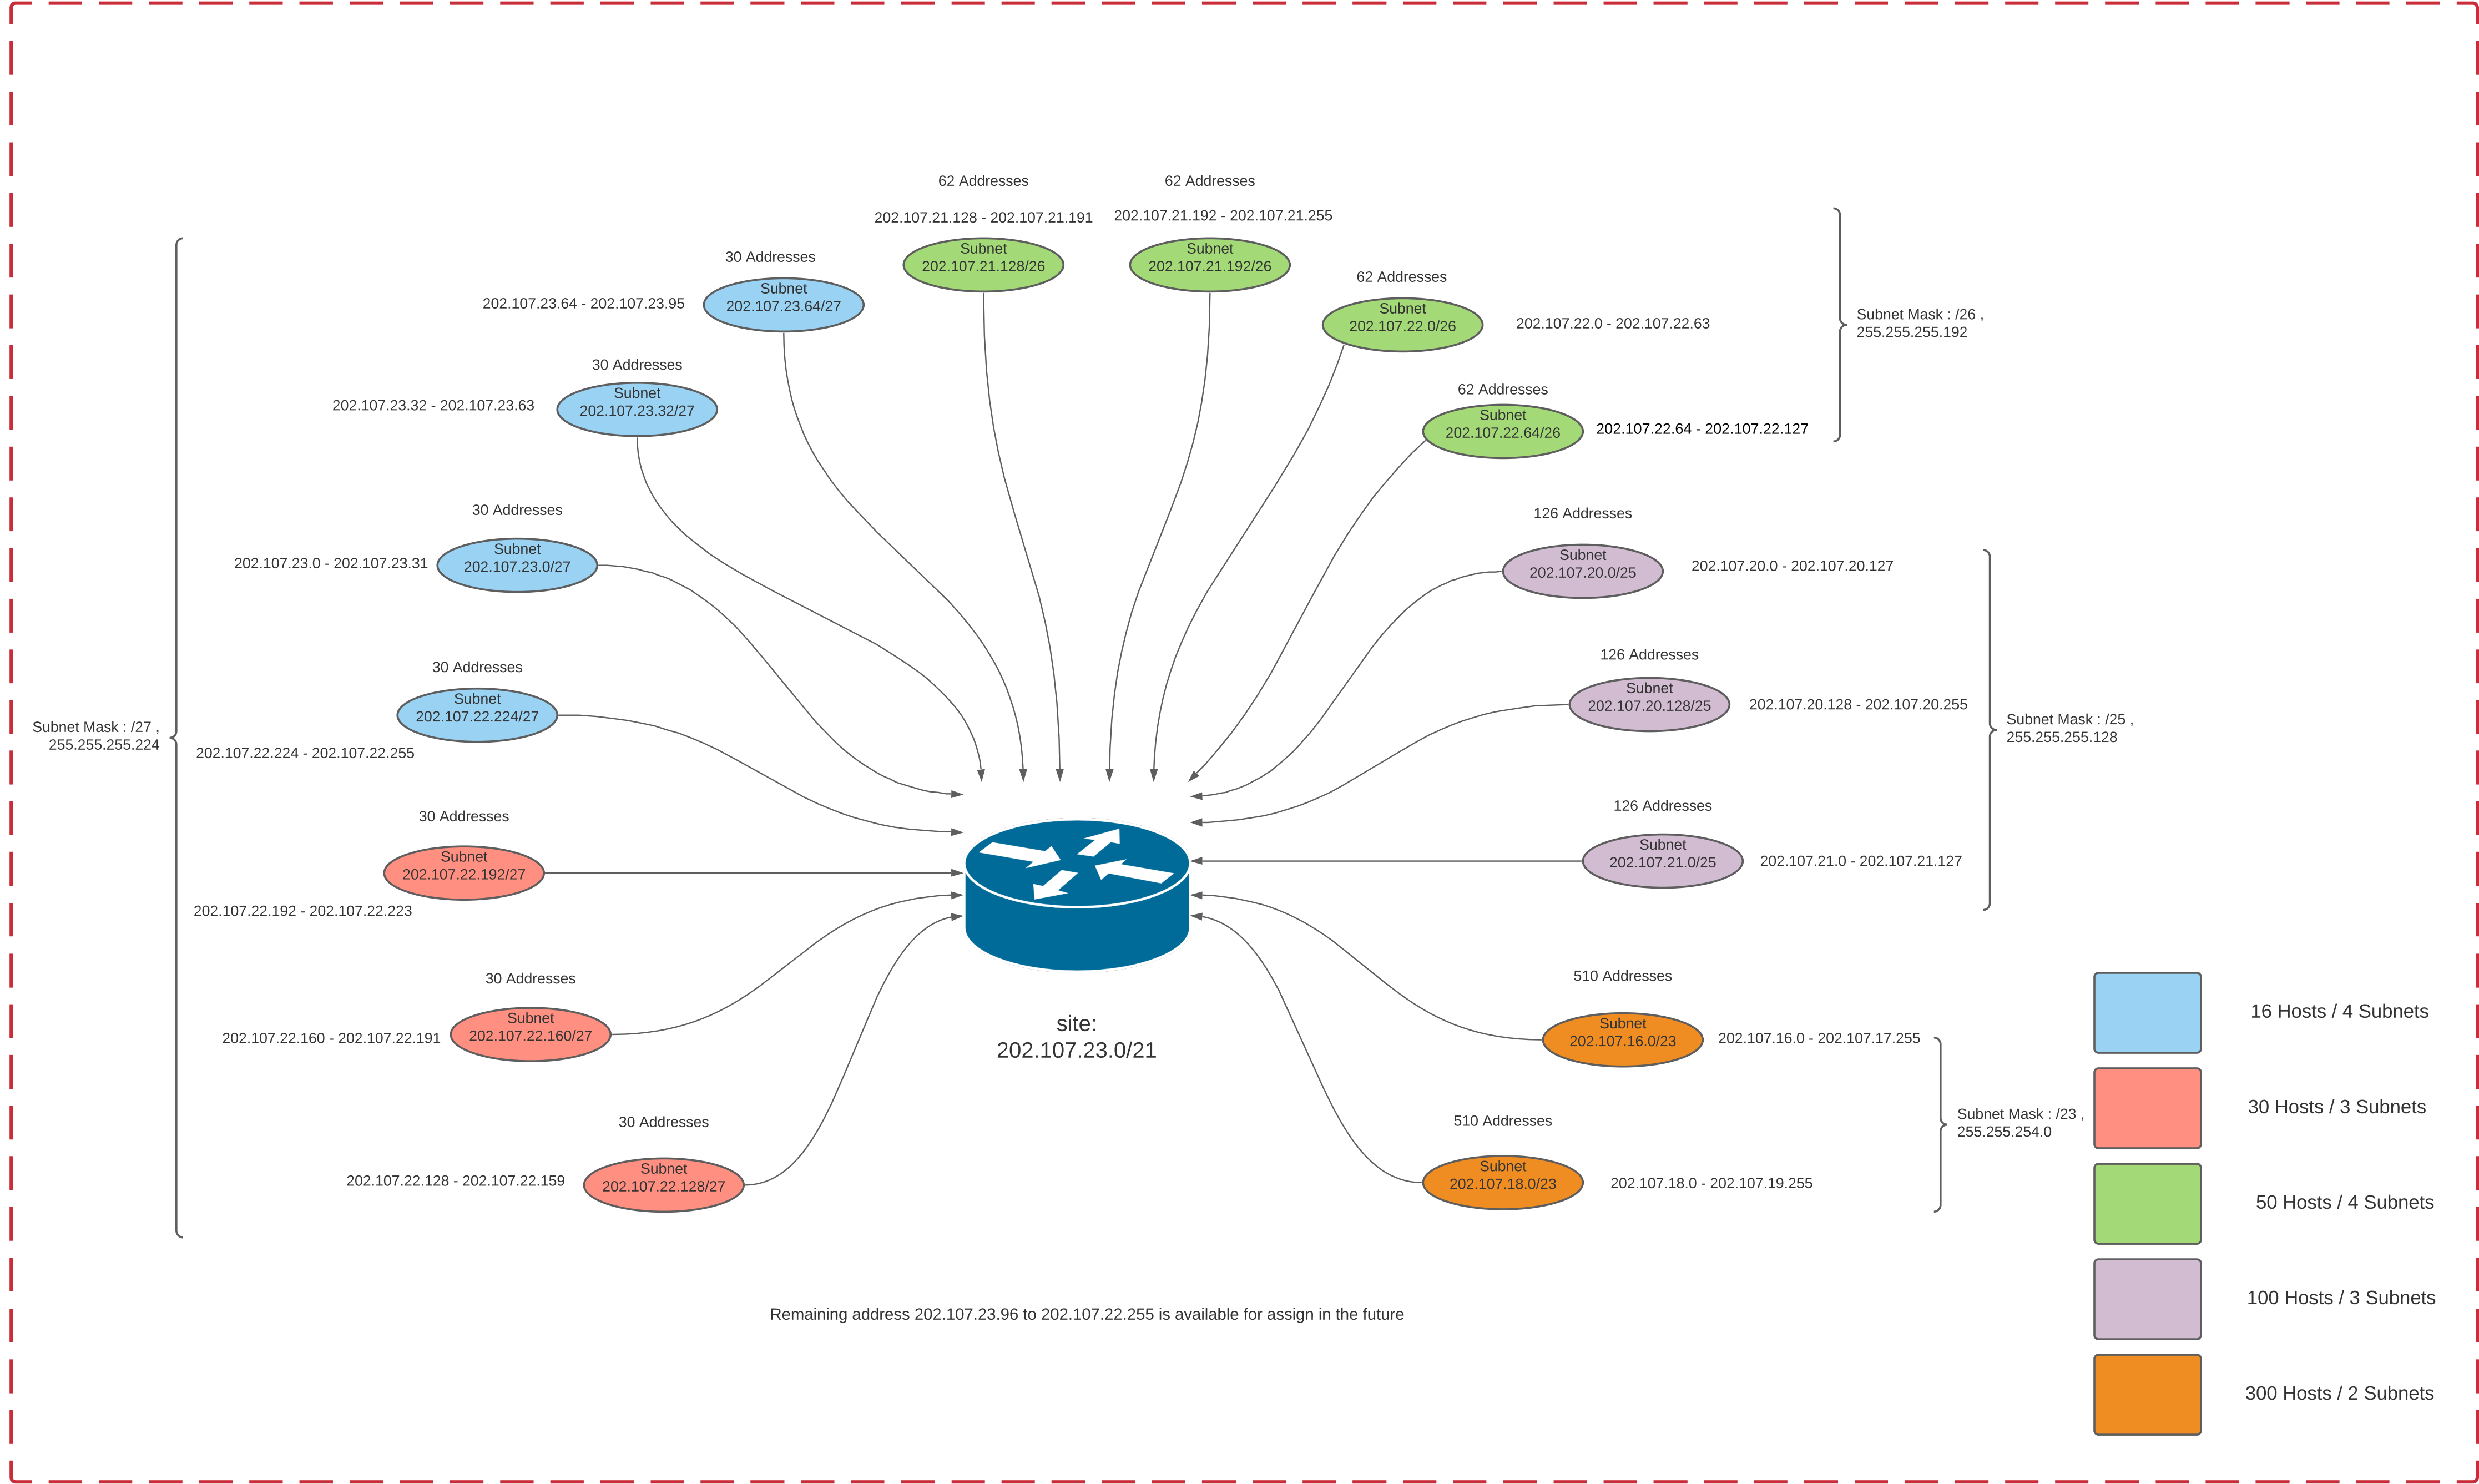 62 Addresses
62 Addresses
202.107.21.128 - 202.107.21.191
202.107.21.192 - 202.107.21.255
Subnet
202.107.21.128/26
Subnet
202.107.21.192/26
30 Addresses
202.107.23.64 - 202.107.23.95
Subnet
202.107.23.64/27
62 Addresses
Subnet
202.107.22.0/26
202.107.22.0 - 202.107.22.63
Subnet Mask : /26 ,
255.255.255.192
30 Addresses
202.107.23.32 - 202.107.23.63
Subnet
202.107.23.32/27
62 Addresses
Subnet
202.107.22.64/26
202.107.22.64 - 202.107.22.127
30 Addresses
202.107.23.0 - 202.107.23.31
Subnet
202.107.23.0/27
126 Addresses
Subnet
202.107.20.0/25
202.107.20.0 - 202.107.20.127
30 Addresses
Subnet
202.107.22.224/27
202.107.22.224 - 202.107.22.255
126 Addresses
Subnet
202.107.20.128/25
202.107.20.128 - 202.107.20.255
Subnet Mask : /27 ,
255.255.255.224
Subnet Mask : /25 ,
255.255.255.128
30 Addresses
Subnet
202.107.22.192/27
202.107.22.192 - 202.107.22.223
126 Addresses
Subnet
202.107.21.0/25
202.107.21.0 - 202.107.21.127
30 Addresses
202.107.22.160 - 202.107.22.191
Subnet
202.107.22.160/27
site:
202.107.23.0/21
510 Addresses
Subnet
202.107.16.0/23
202.107.16.0 - 202.107.17.255
30 Addresses
202.107.22.128 - 202.107.22.159
Subnet
202.107.22.128/27
510 Addresses
Subnet
202.107.18.0/23
202.107.18.0 - 202.107.19.255
Subnet Mask : /23 ,
255.255.254.0
16 Hosts / 4 Subnets
30 Hosts / 3 Subnets
50 Hosts / 4 Subnets
100 Hosts / 3 Subnets
300 Hosts / 2 Subnets
Remaining address 202.107.23.96 to 202.107.22.255 is available for assign in the future